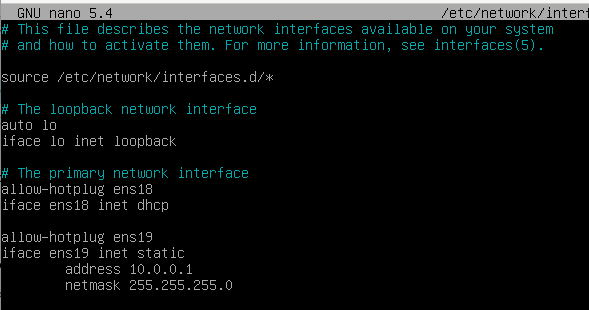 GNU nano 5.4 /etc/network/interf
# This file describes the network interfaces available on your system
# and how to activate them. For more information, see interfaces(5).
source /etc/network/interfaces.d/*
# The loopback network interface
auto lo
iface lo inet loopback
# The primary network interface
allow-hotplug ens18
iface ens18 inet dhcp
allow-hotplug ens19
iface ens19 inet static
address 10.0.0.1
netmask 255.255.255.0